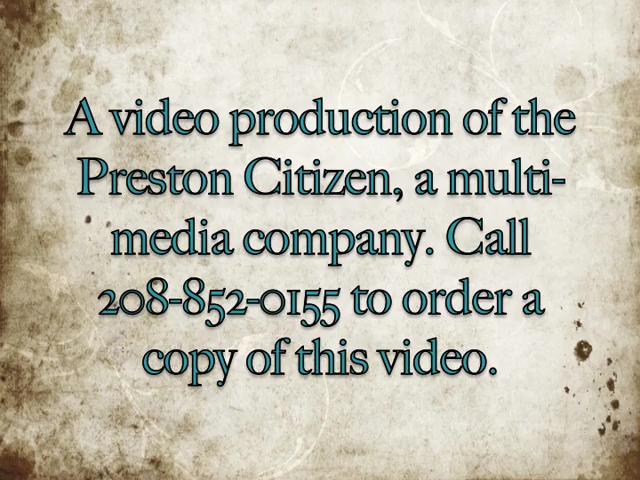 A video production of the
Preston Citizen, a multi-
media company. Call
208-852-0155 to order a
copy of this video.